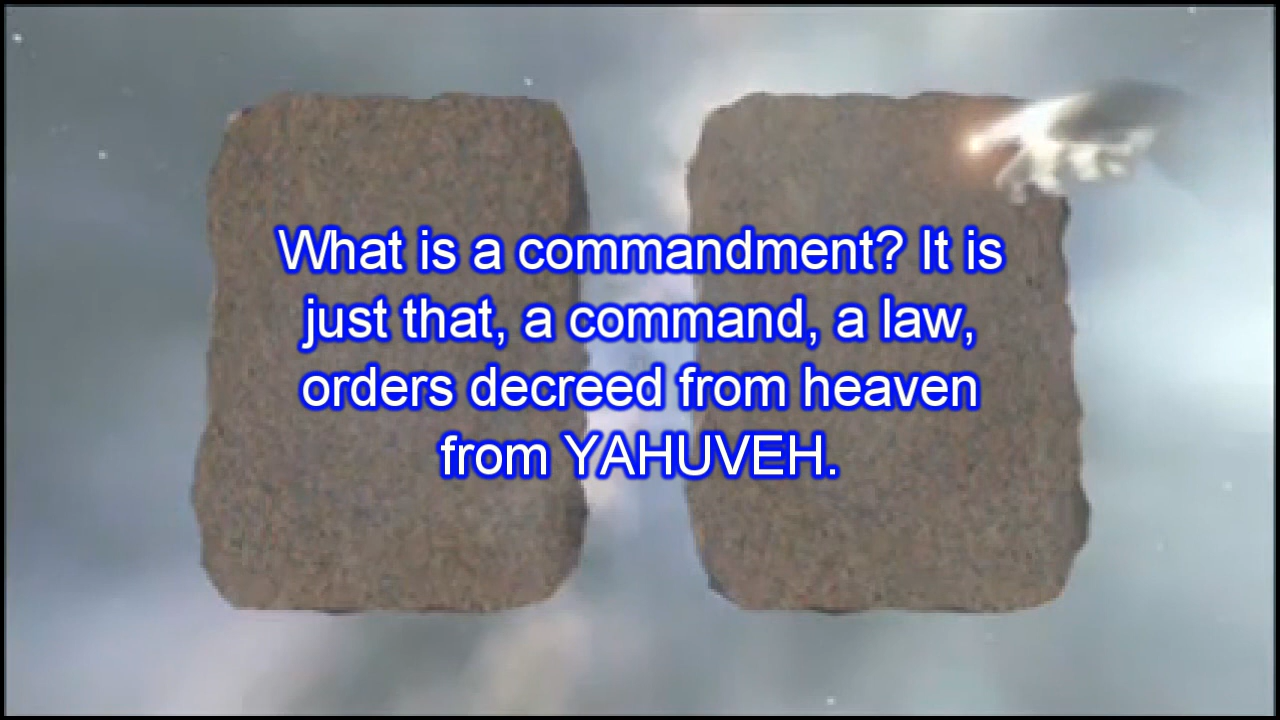 What is a commandment? It is
just that, a command, a law,
orders decreed from heaven
from YAHUVEH.